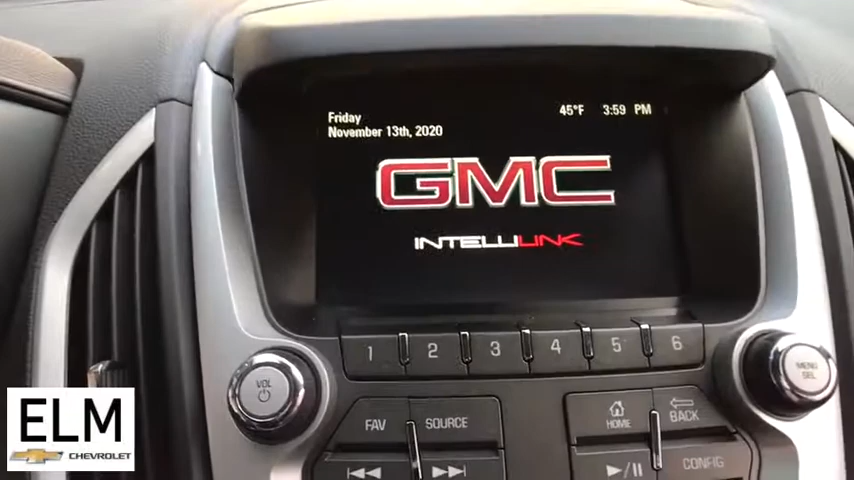 Friday
November 13th, 2020
45°F 3:59 PM
GMC
INTELLILINK
1 2 3 4 5 6
VOL
MENU
SEL
FAV SOURCE
HOME BACK
CONFIG
ELM
CHEVROLET